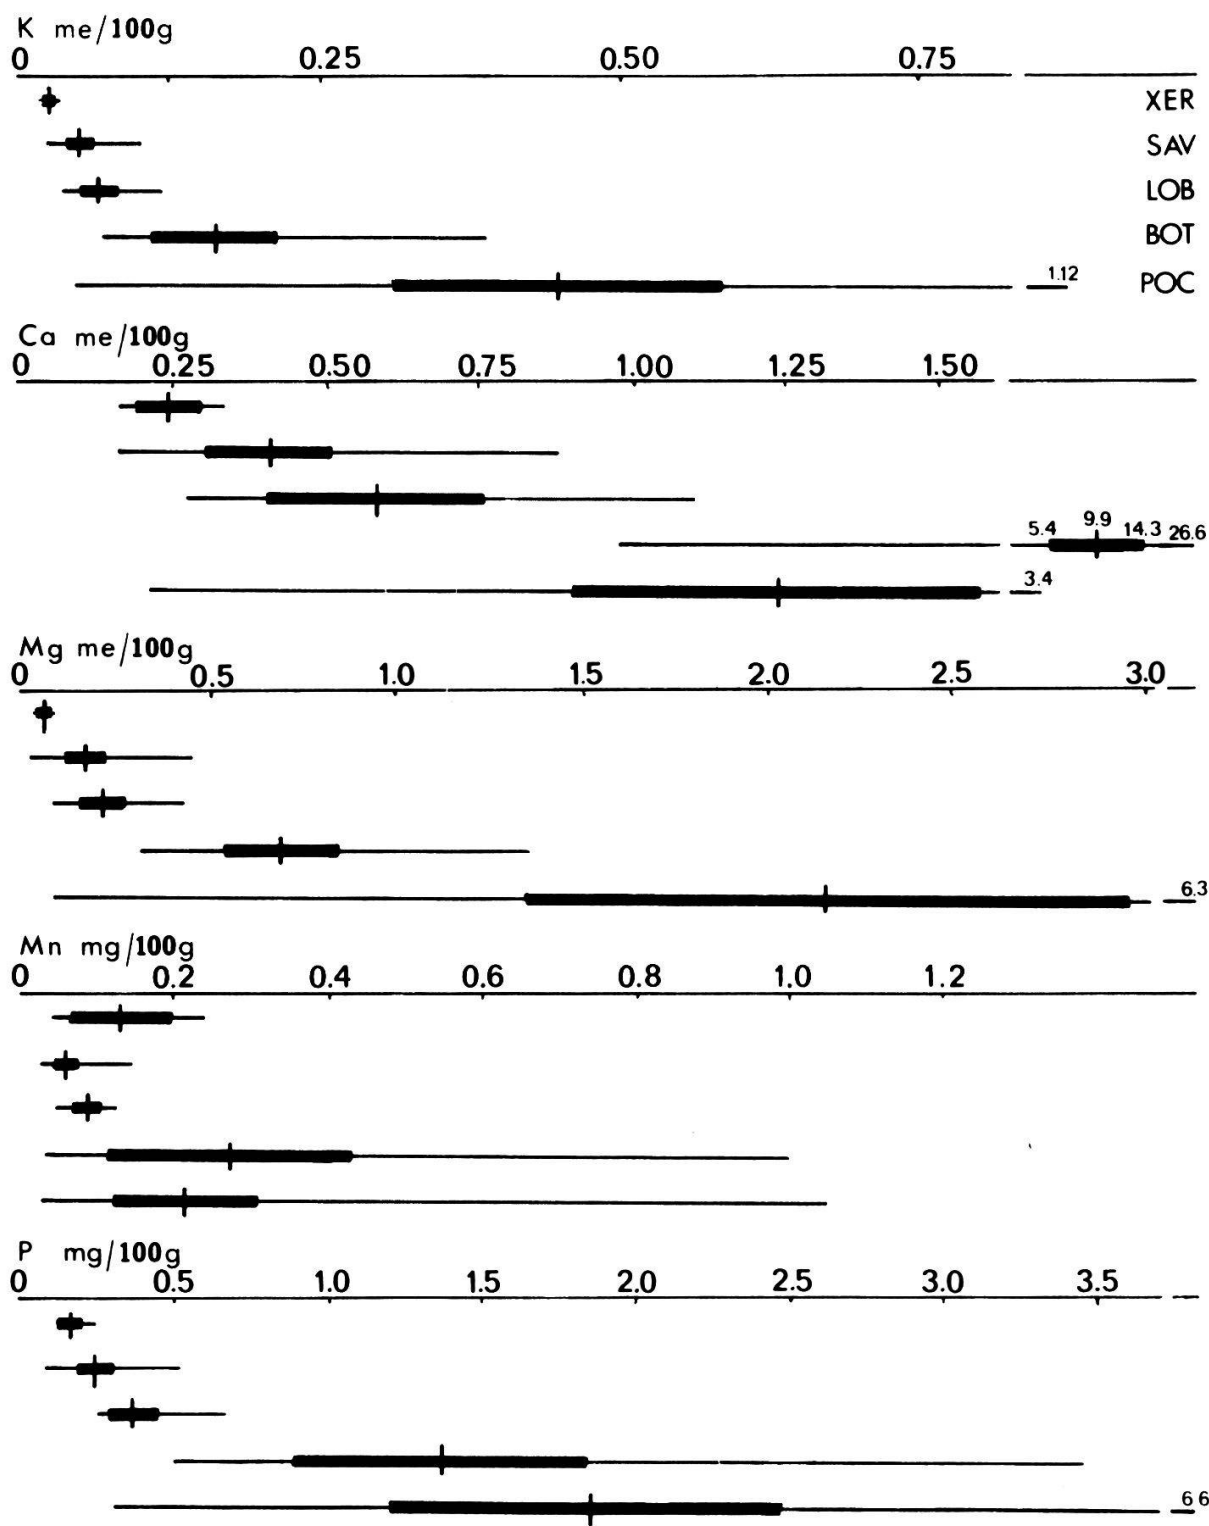 K me/100g
0 0.25 0.50 0.75
XER
SAV
LOB
BOT
1.12 POC
Ca me/100g
0 0.25 0.50 0.75 1.00 1.25 1.50
5.4 9.9 14.3 26.6
3.4
Mg me/100g
0 0.5 1.0 1.5 2.0 2.5 3.0
6.3
Mn mg/100g
0 0.2 0.4 0.6 0.8 1.0 1.2
P mg/100g
0 0.5 1.0 1.5 2.0 2.5 3.0 3.5
6 6